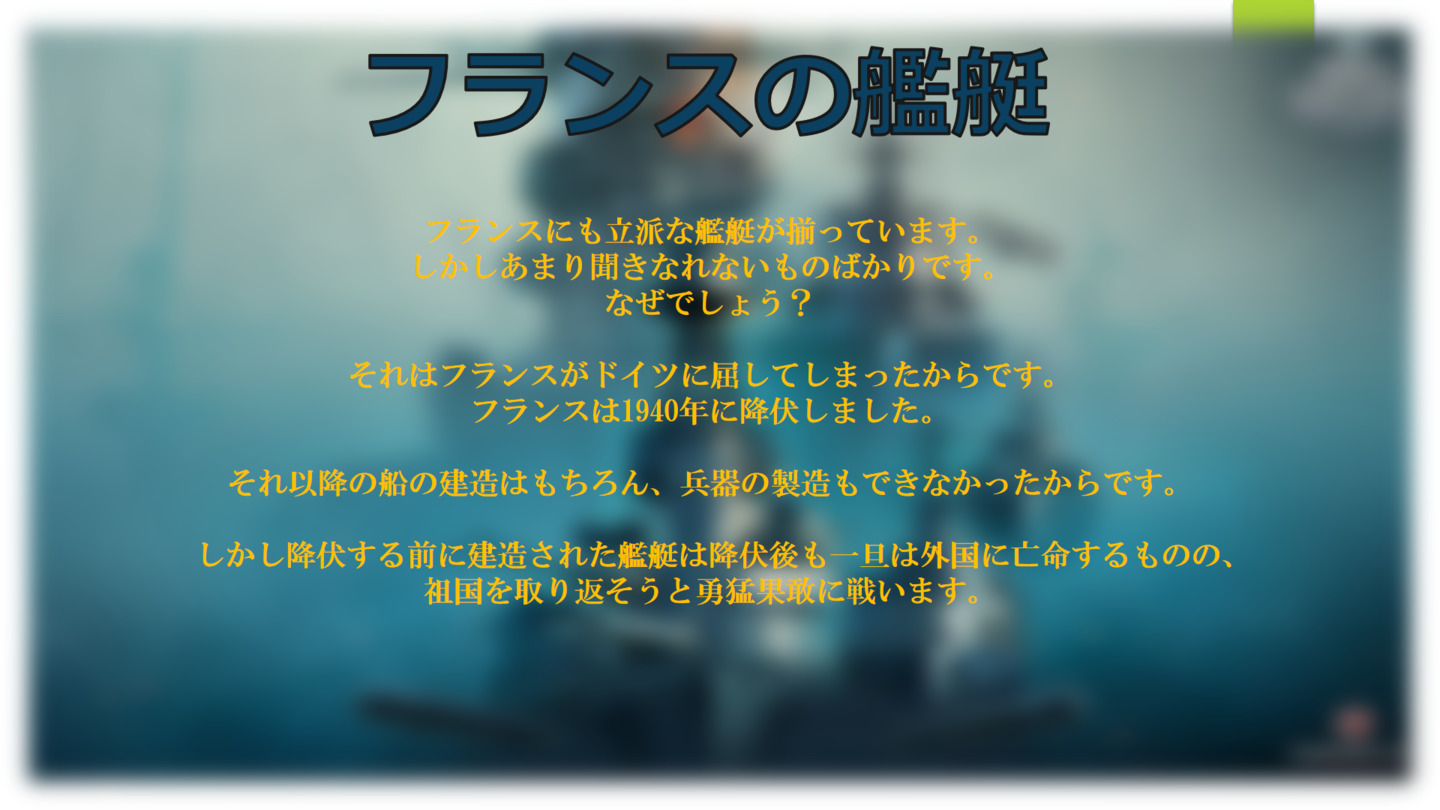 フランスの艦艇
フランスにも立派な艦艇が揃っています。
しかしあまり聞きなれないものばかりです。
なぜでしょう？
それはフランスがドイツに屈してしまったからです。
フランスは1940年に降伏しました。
それ以降の船の建造はもちろん、兵器の製造もできなかったからです。
しかし降伏する前に建造された艦艇は降伏後も一旦は外国に亡命するものの、
祖国を取り返そうと勇猛果敢に戦います。